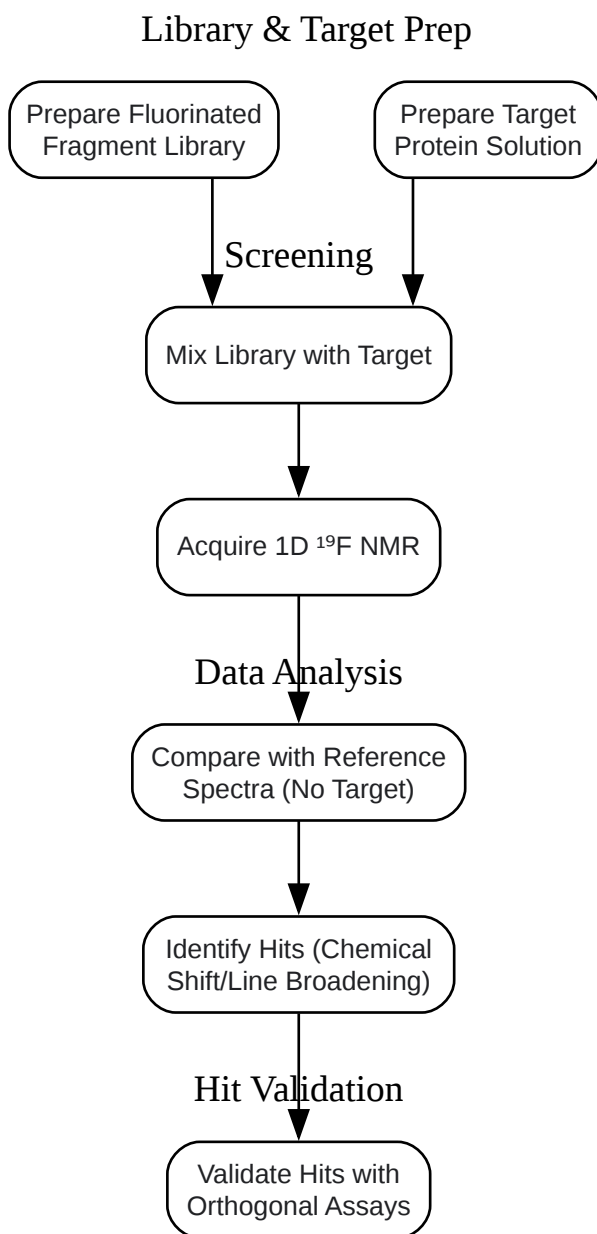 Library & Target Prep
Prepare Fluorinated
Fragment Library
Prepare Target
Protein Solution
Screening
Mix Library with Target
Acquire 1D ¹⁹F NMR
Data Analysis
Compare with Reference
Spectra (No Target)
Identify Hits (Chemical
Shift/Line Broadening)
Hit Validation
Validate Hits with
Orthogonal Assays